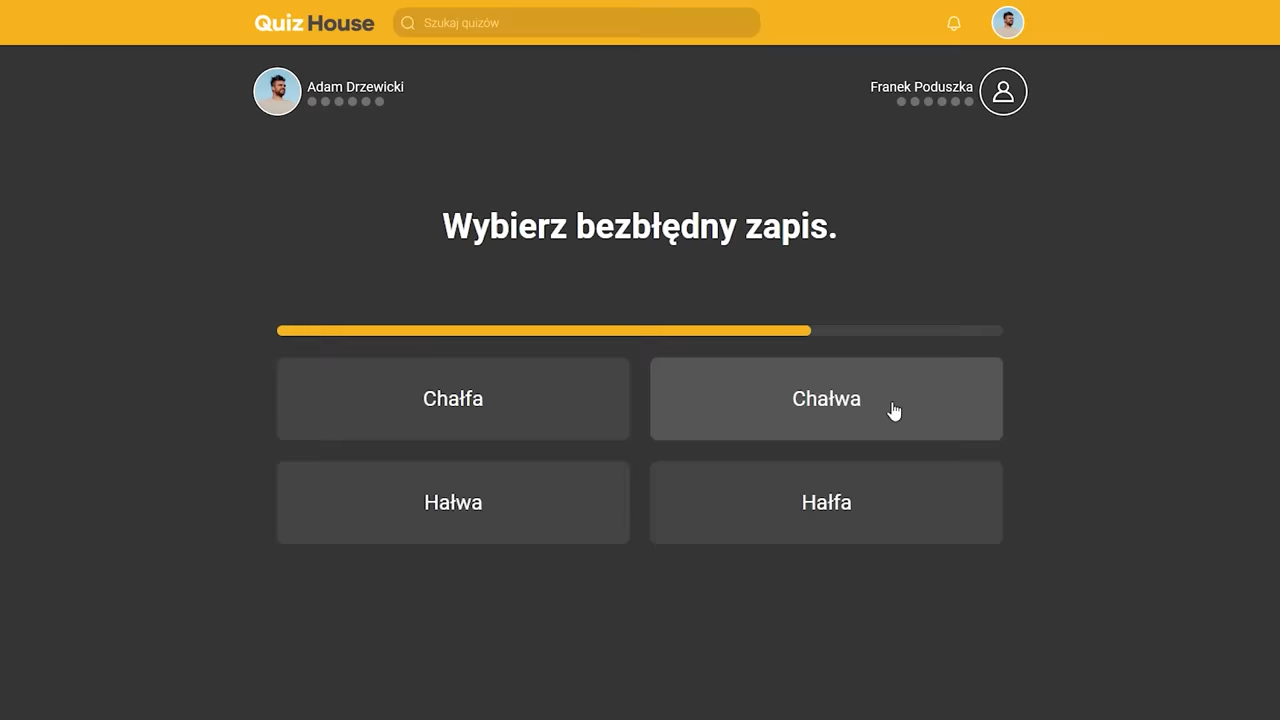 Quiz House
Szukaj quizów
Adam Drzewicki
Franek Poduszka
Wybierz bezbłędny zapis.
Chałfa
Chałwa
Hałwa
Hałfa